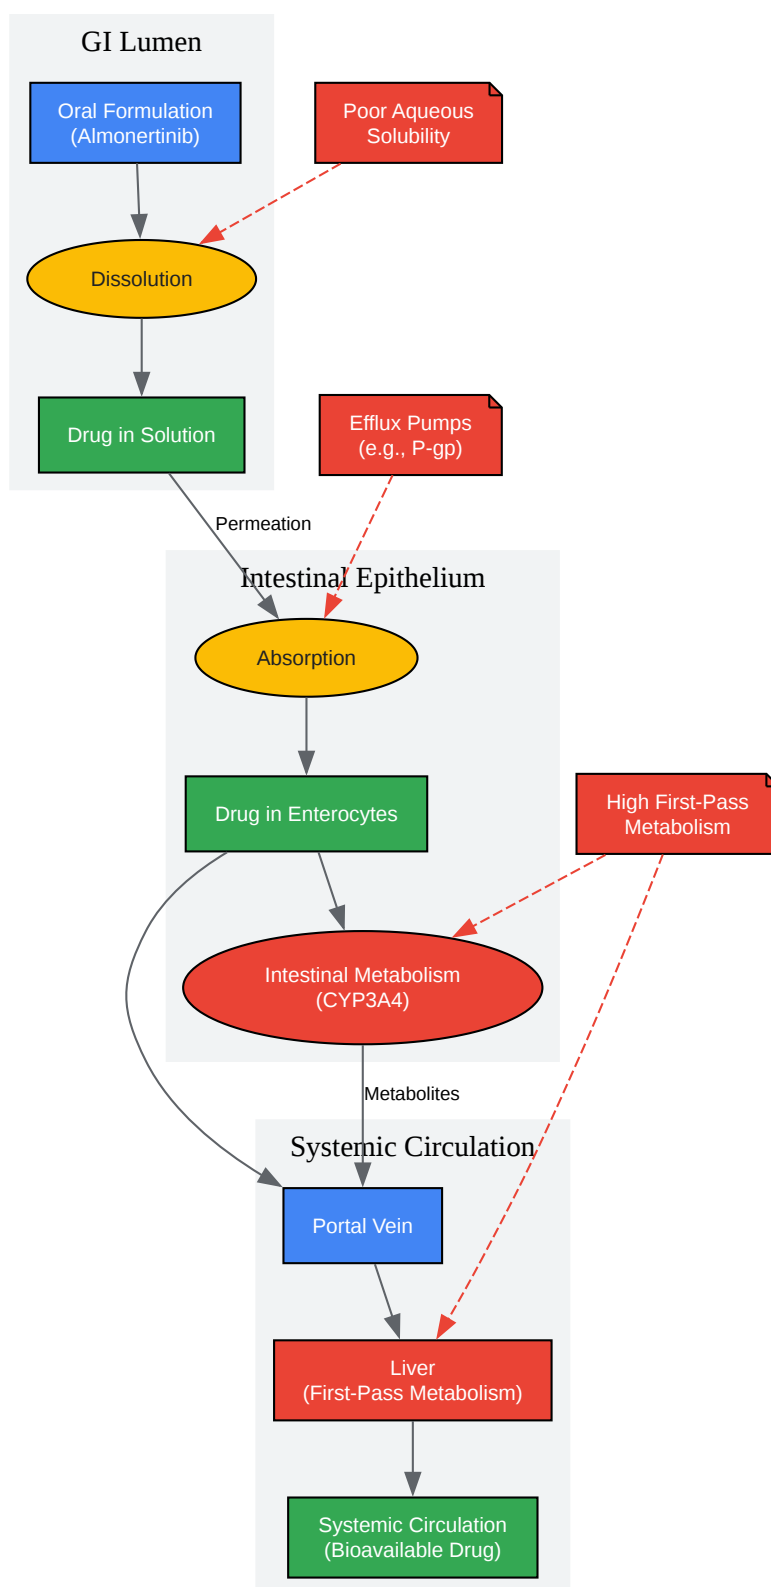 GI Lumen
Oral Formulation
(Almonertinib)
Poor Aqueous
Solubility
Dissolution
Drug in Solution
Efflux Pumps
(e.g., P-gp)
Permeation
Intestinal Epithelium
Absorption
Drug in Enterocytes
High First-Pass
Metabolism
Intestinal Metabolism
(CYP3A4)
Metabolites
Systemic Circulation
Portal Vein
Liver
(First-Pass Metabolism)
Systemic Circulation
(Bioavailable Drug)